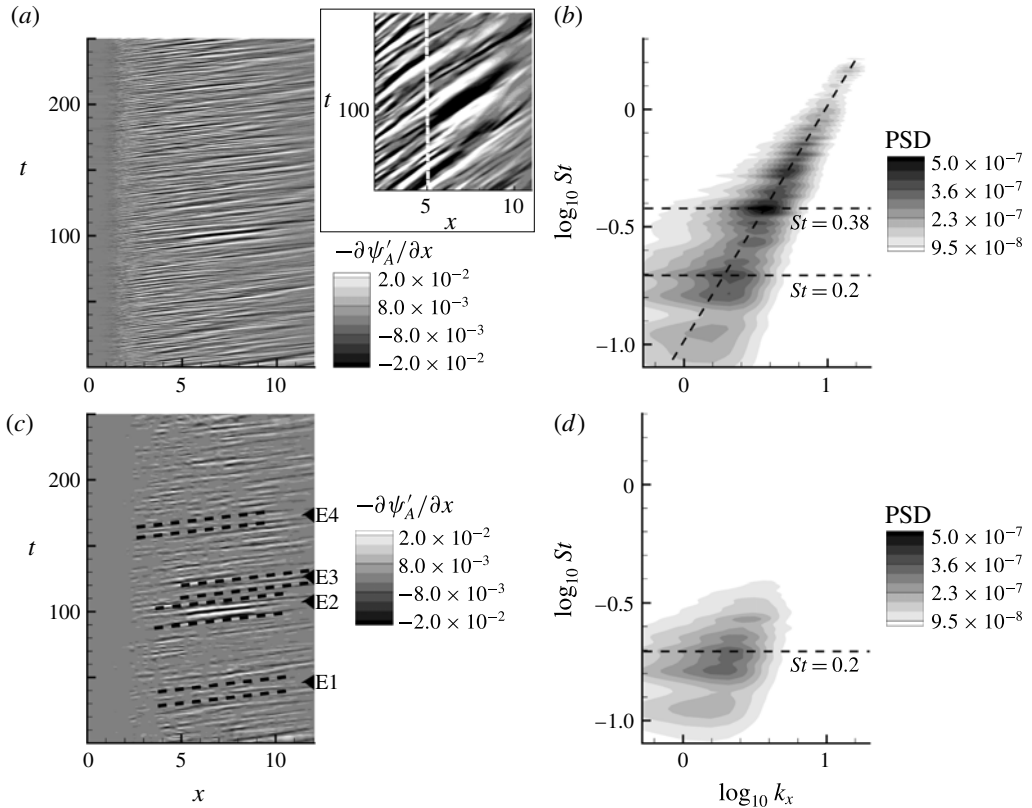 (a)
200
t
100
0
5
10
t 100
5
10
x
−∂ψ′A/∂x
2.0 × 10−2
8.0 × 10−3
−8.0 × 10−3
−2.0 × 10−2
(b)
0
log10 St
−0.5
−1.0
0
1
St = 0.38
St = 0.2
PSD
5.0 × 10−7
3.6 × 10−7
2.3 × 10−7
9.5 × 10−8
(c)
200
t
100
0
5
10
x
E4
E3
E2
E1
−∂ψ′A/∂x
2.0 × 10−2
8.0 × 10−3
−8.0 × 10−3
−2.0 × 10−2
(d)
0
log10 St
−0.5
−1.0
0
1
log10 kx
St = 0.2
PSD
5.0 × 10−7
3.6 × 10−7
2.3 × 10−7
9.5 × 10−8